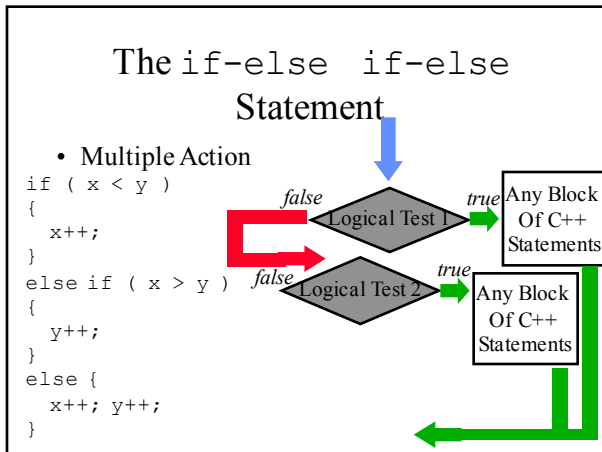 The if-else if-else
Statement
• Multiple Action
if ( x < y )
{
x++;
}
else if ( x > y )
{
y++;
}
else {
x++; y++;
}
false
Logical Test 1
true
Any Block
Of C++
Statements
false
Logical Test 2
true
Any Block
Of C++
Statements